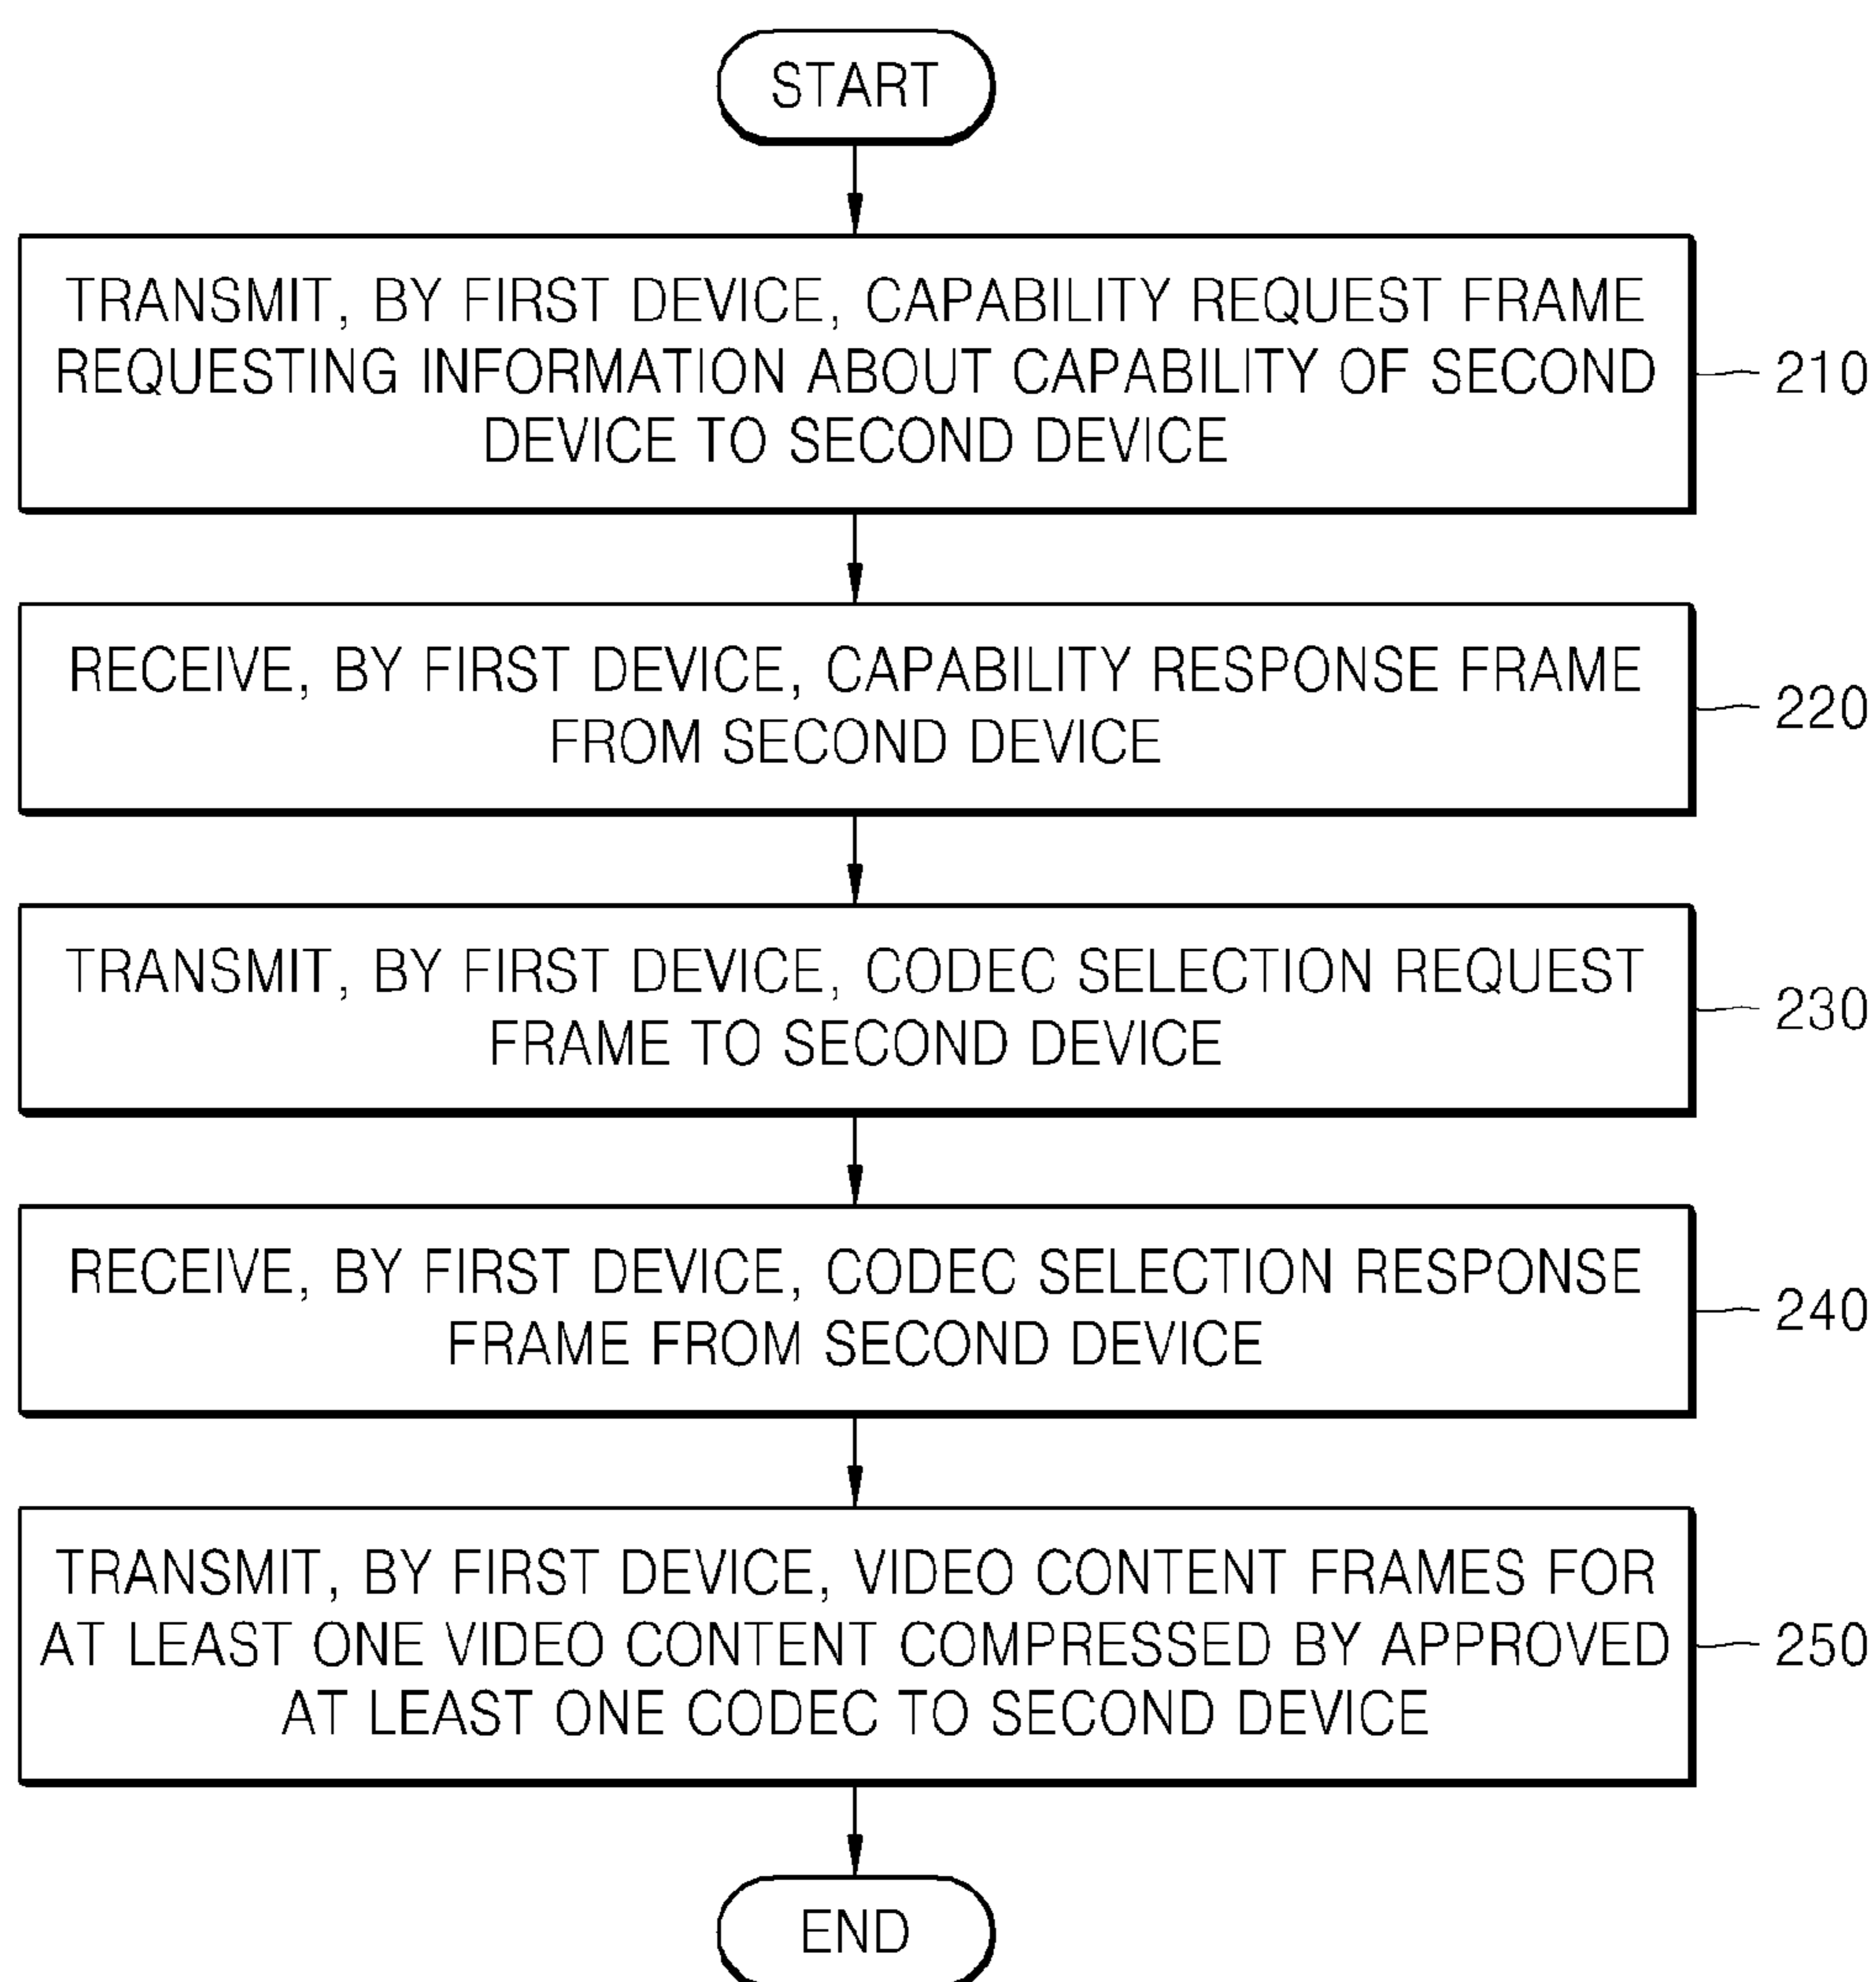 START
TRANSMIT, BY FIRST DEVICE, CAPABILITY REQUEST FRAME
REQUESTING INFORMATION ABOUT CAPABILITY OF SECOND
DEVICE TO SECOND DEVICE
210
RECEIVE, BY FIRST DEVICE, CAPABILITY RESPONSE FRAME
FROM SECOND DEVICE
220
TRANSMIT, BY FIRST DEVICE, CODEC SELECTION REQUEST
FRAME TO SECOND DEVICE
230
RECEIVE, BY FIRST DEVICE, CODEC SELECTION RESPONSE
FRAME FROM SECOND DEVICE
240
TRANSMIT, BY FIRST DEVICE, VIDEO CONTENT FRAMES FOR
AT LEAST ONE VIDEO CONTENT COMPRESSED BY APPROVED
AT LEAST ONE CODEC TO SECOND DEVICE
250
END